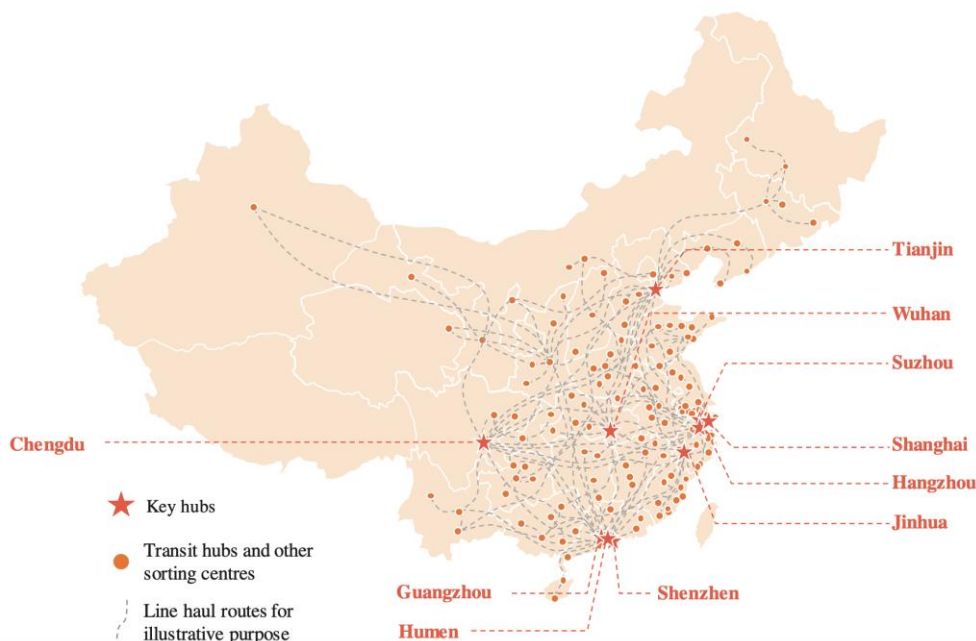 Tianjin
Wuhan
Suzhou
Chengdu
Shanghai
Hangzhou
Jinhua
Key hubs
Transit hubs and other
sorting centres
Guangzhou
Shenzhen
Line haul routes for
illustrative purpose
Humen